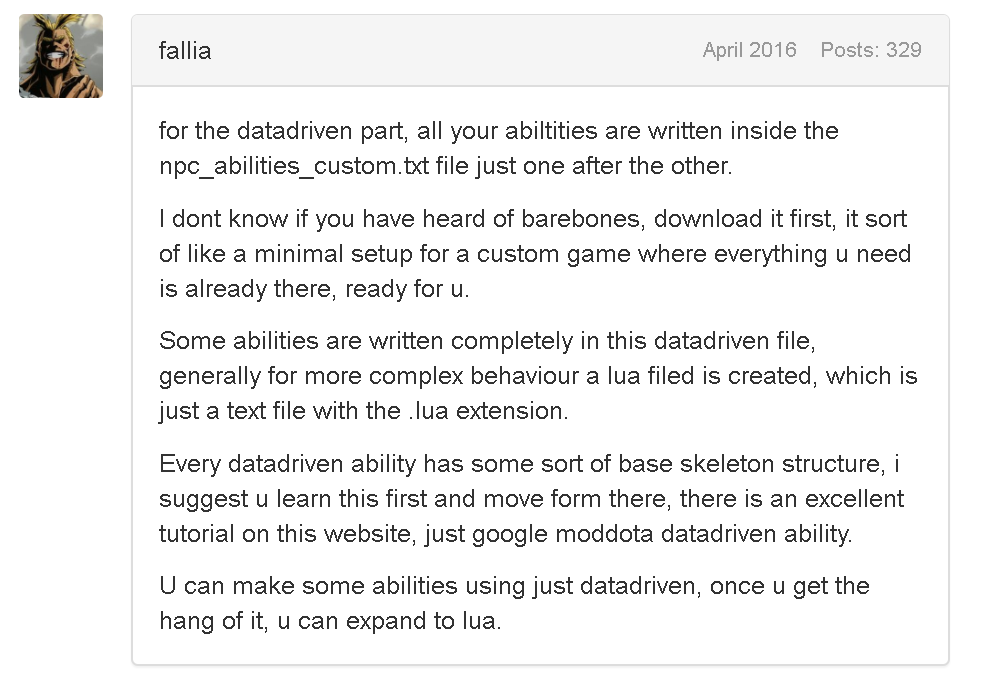 fallia
April 2016 Posts: 329
for the datadriven part, all your abiltities are written inside the
npc_abilities_custom.txt file just one after the other.
I dont know if you have heard of barebones, download it first, it sort
of like a minimal setup for a custom game where everything u need
is already there, ready for u.
Some abilities are written completely in this datadriven file,
generally for more complex behaviour a lua filed is created, which is
just a text file with the .lua extension.
Every datadriven ability has some sort of base skeleton structure, i
suggest u learn this first and move form there, there is an excellent
tutorial on this website, just google moddota datadriven ability.
U can make some abilities using just datadriven, once u get the
hang of it, u can expand to lua.